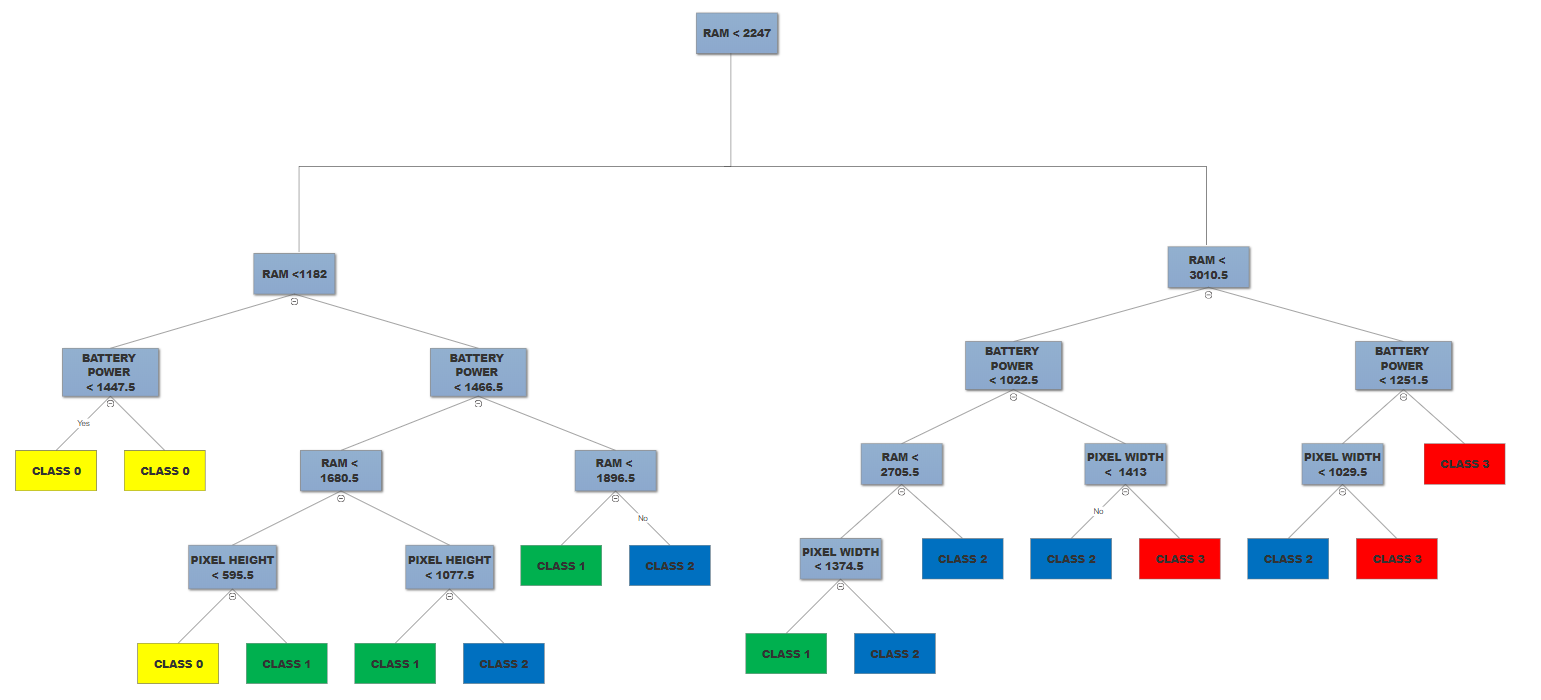 RAM < 2247
RAM <1182
RAM <
3010.5
BATTERY
POWER
< 1447.5
BATTERY
POWER
< 1466.5
BATTERY
POWER
< 1022.5
BATTERY
POWER
< 1251.5
Yes
CLASS 0
CLASS 0
RAM <
1680.5
RAM <
1896.5
RAM <
2705.5
PIXEL WIDTH
< 1413
PIXEL WIDTH
< 1029.5
CLASS 3
No
No
PIXEL HEIGHT
< 595.5
PIXEL HEIGHT
< 1077.5
CLASS 1
CLASS 2
PIXEL WIDTH
< 1374.5
CLASS 2
CLASS 2
CLASS 3
CLASS 2
CLASS 3
CLASS 0
CLASS 1
CLASS 1
CLASS 2
CLASS 1
CLASS 2